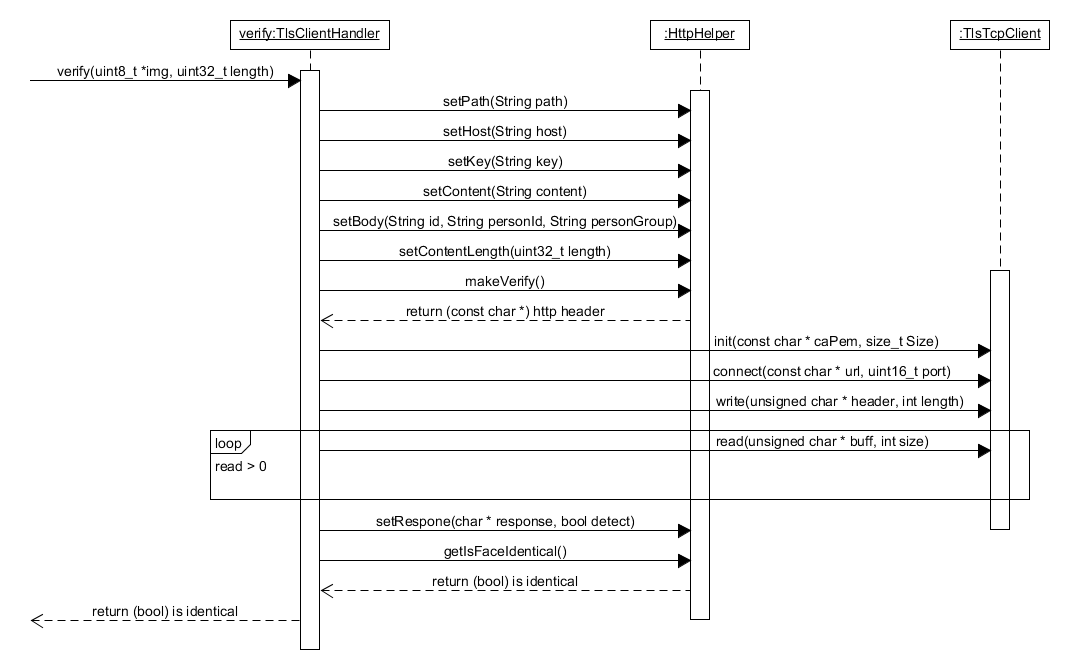 verify:TlsClientHandler
:HttpHelper
:TlsTcpClient
verify(uint8_t *img, uint32_t length)
setPath(String path)
setHost(String host)
setKey(String key)
setContent(String content)
setBody(String id, String personId, String personGroup)
setContentLength(uint32_t length)
makeVerify()
return (const char *) http header
init(const char * caPem, size_t Size)
connect(const char * url, uint16_t port)
write(unsigned char * header, int length)
loop
read(unsigned char * buff, int size)
read > 0
setRespone(char * response, bool detect)
getIsFaceIdentical()
return (bool) is identical
return (bool) is identical